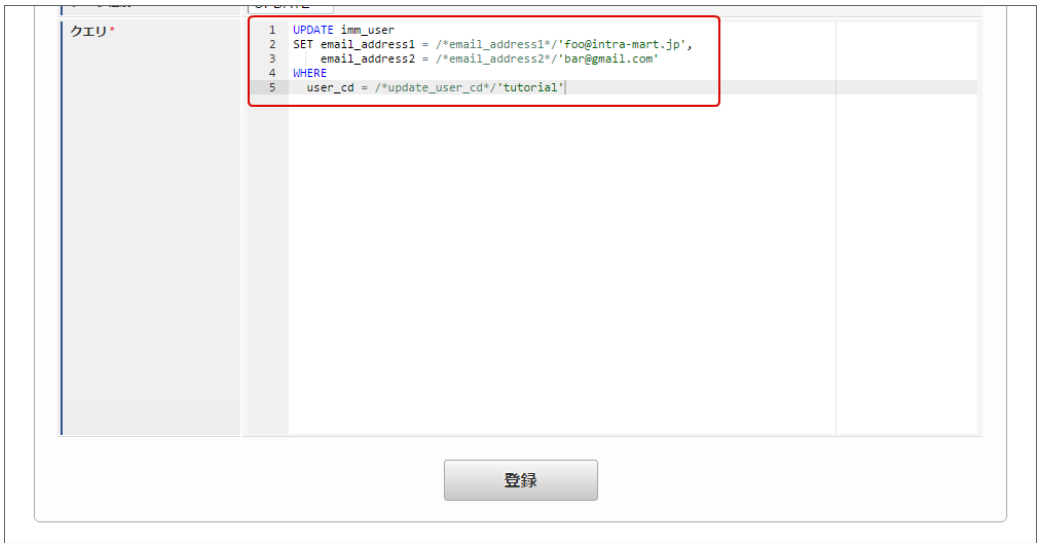 UPDATE
クエリ*
1 UPDATE imm_user
2 SET email_address1 = /*email_address1*/'foo@intra-mart.jp',
3 email_address2 = /*email_address2*/'bar@gmail.com'
4 WHERE
5 user_cd = /*update_user_cd*/'tutorial'
登録